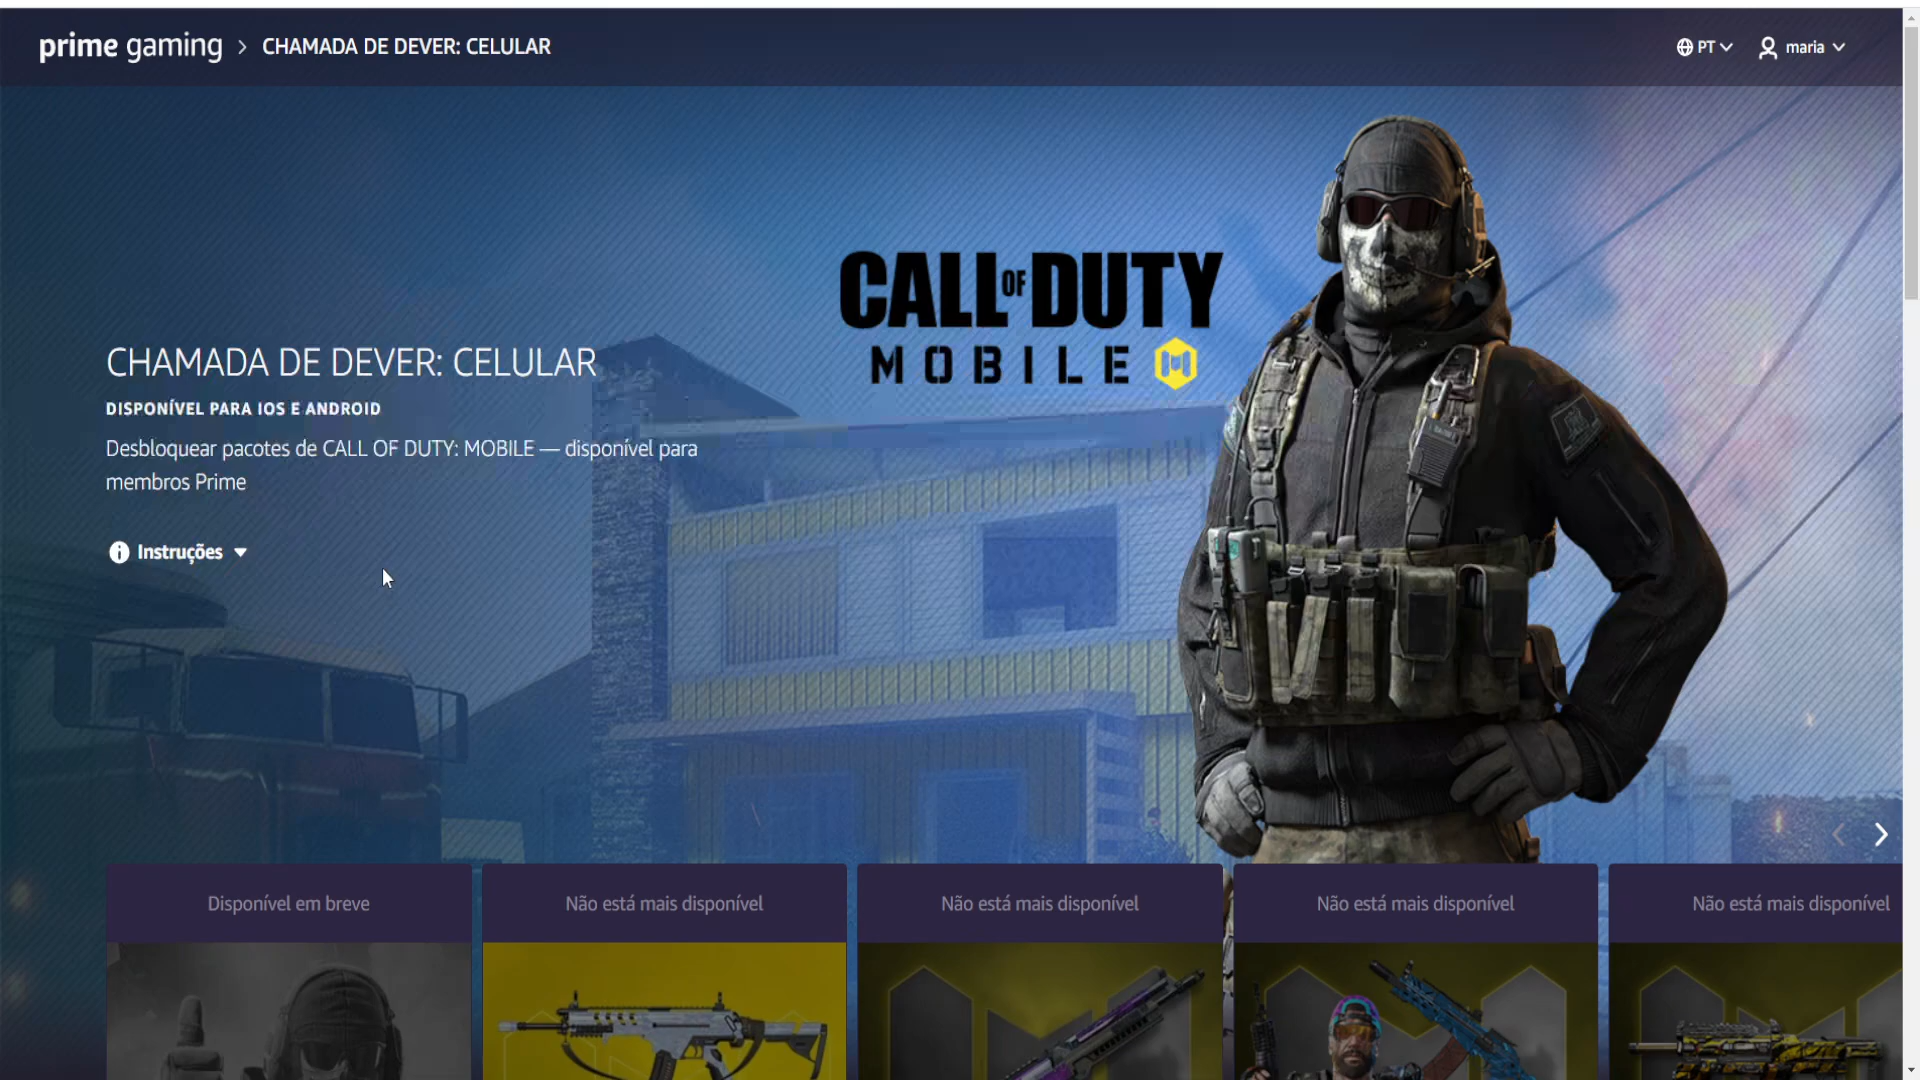 prime gaming > CHAMADA DE DEVER: CELULAR
PT
maria
CALL OF DUTY
MOBILE
CHAMADA DE DEVER: CELULAR
DISPONÍVEL PARA IOS E ANDROID
Desbloquear pacotes de CALL OF DUTY: MOBILE — disponível para
membros Prime
Instruções
Disponível em breve
Não está mais disponível
Não está mais disponível
Não está mais disponível
Não está mais disponível